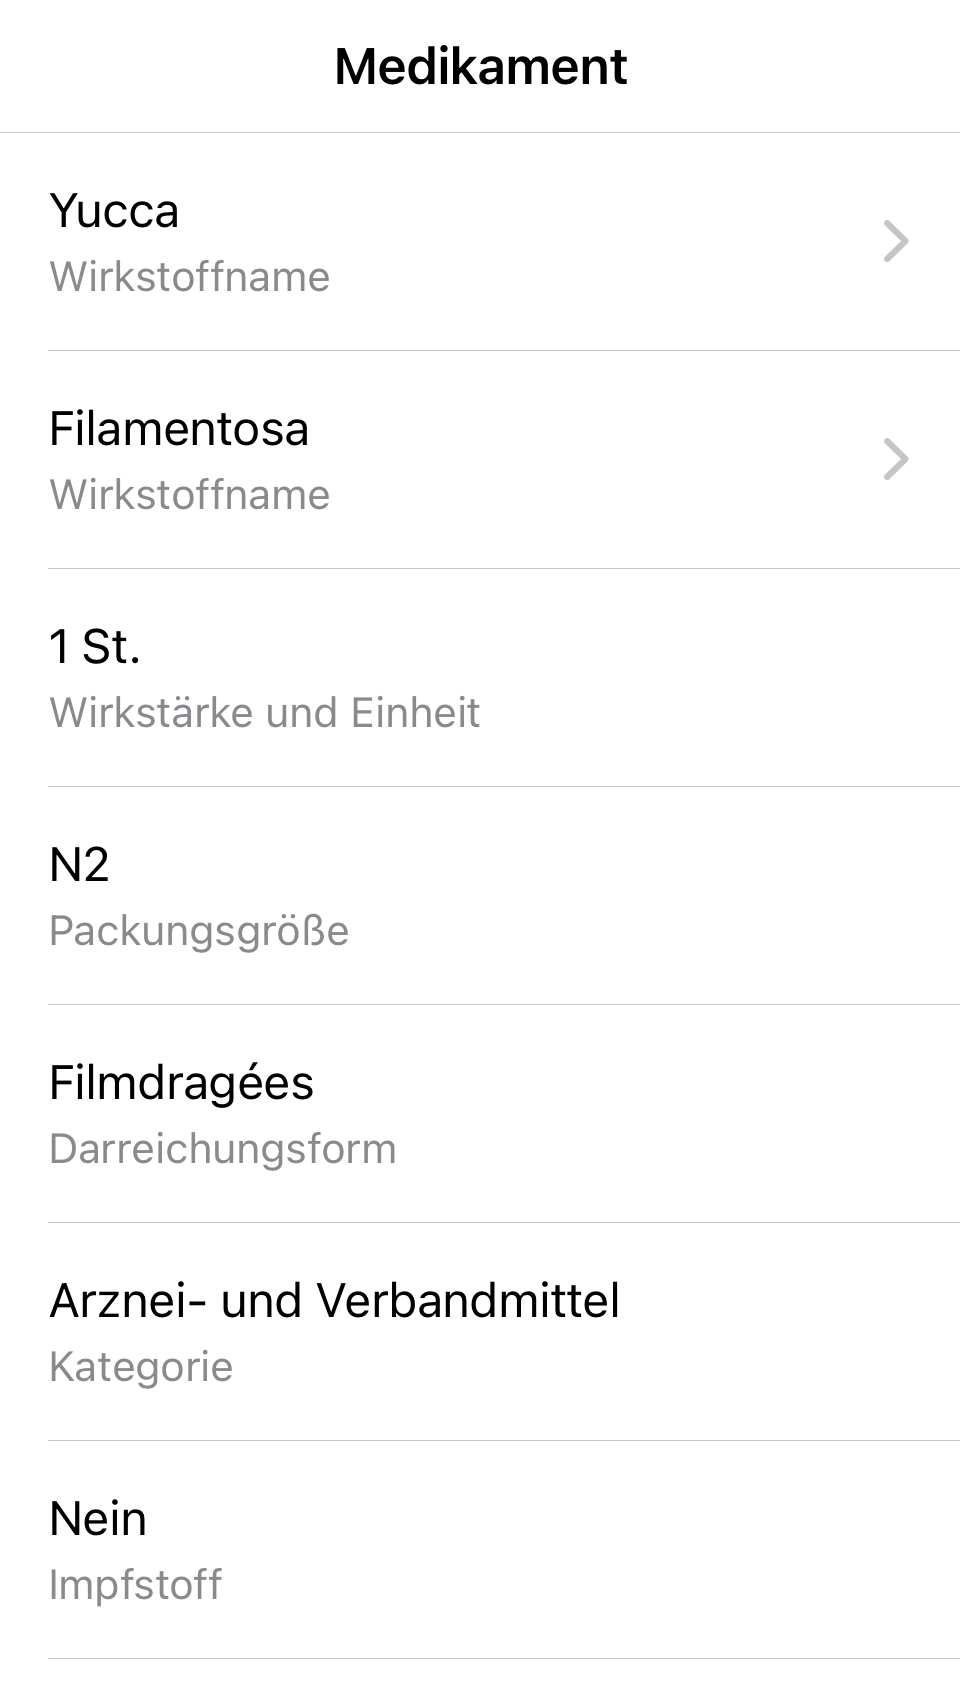 Medikament
Yucca
Wirkstoffname
Filamentosa
Wirkstoffname
1 St.
Wirkstärke und Einheit
N2
Packungsgröße
Filmdragées
Darreichungsform
Arznei- und Verbandmittel
Kategorie
Nein
Impfstoff